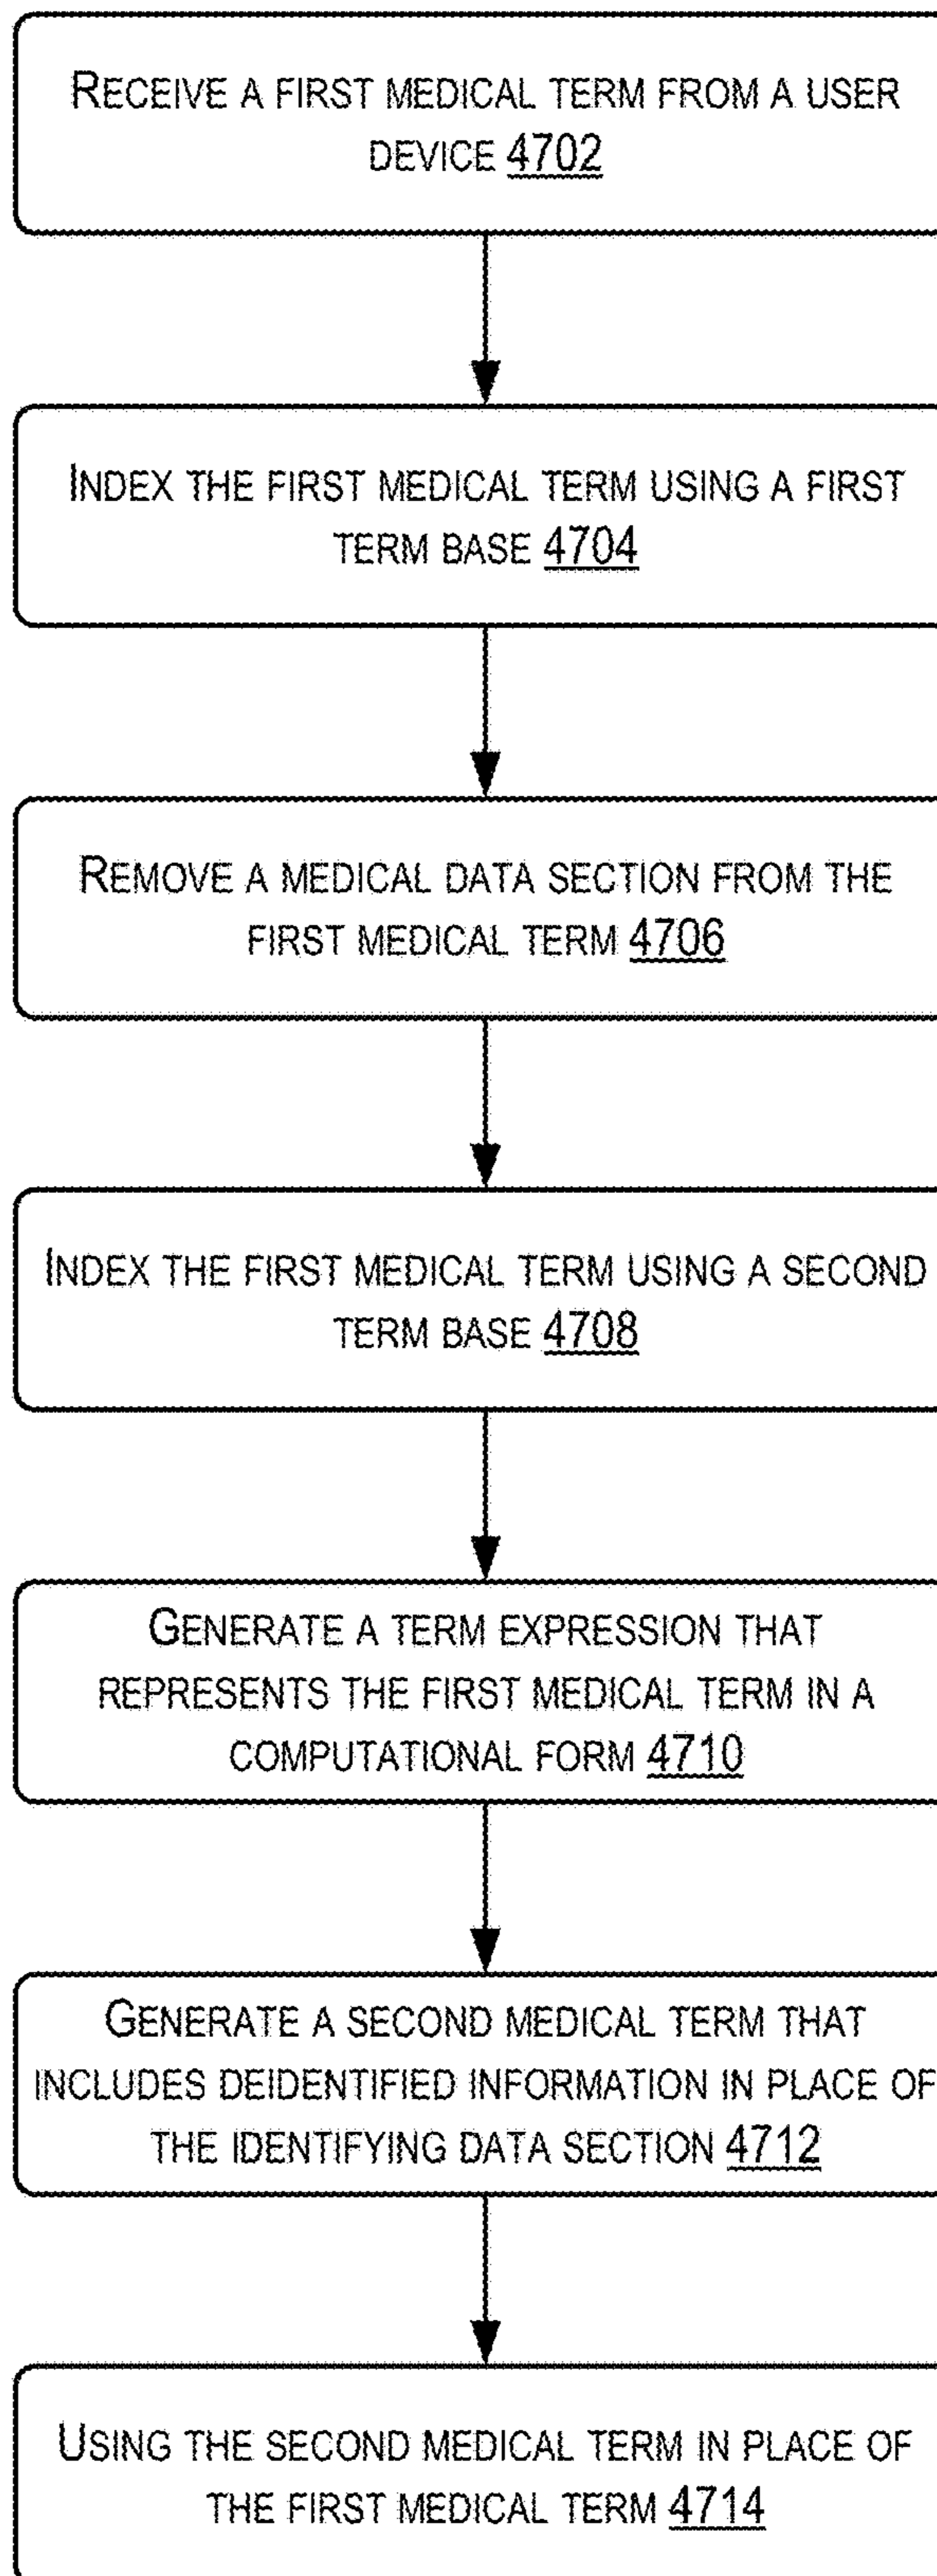 RECEIVE A FIRST MEDICAL TERM FROM A USER
DEVICE 4702
INDEX THE FIRST MEDICAL TERM USING A FIRST
TERM BASE 4704
REMOVE A MEDICAL DATA SECTION FROM THE
FIRST MEDICAL TERM 4706
INDEX THE FIRST MEDICAL TERM USING A SECOND
TERM BASE 4708
GENERATE A TERM EXPRESSION THAT
REPRESENTS THE FIRST MEDICAL TERM IN A
COMPUTATIONAL FORM 4710
GENERATE A SECOND MEDICAL TERM THAT
INCLUDES DEIDENTIFIED INFORMATION IN PLACE OF
THE IDENTIFYING DATA SECTION 4712
USING THE SECOND MEDICAL TERM IN PLACE OF
THE FIRST MEDICAL TERM 4714